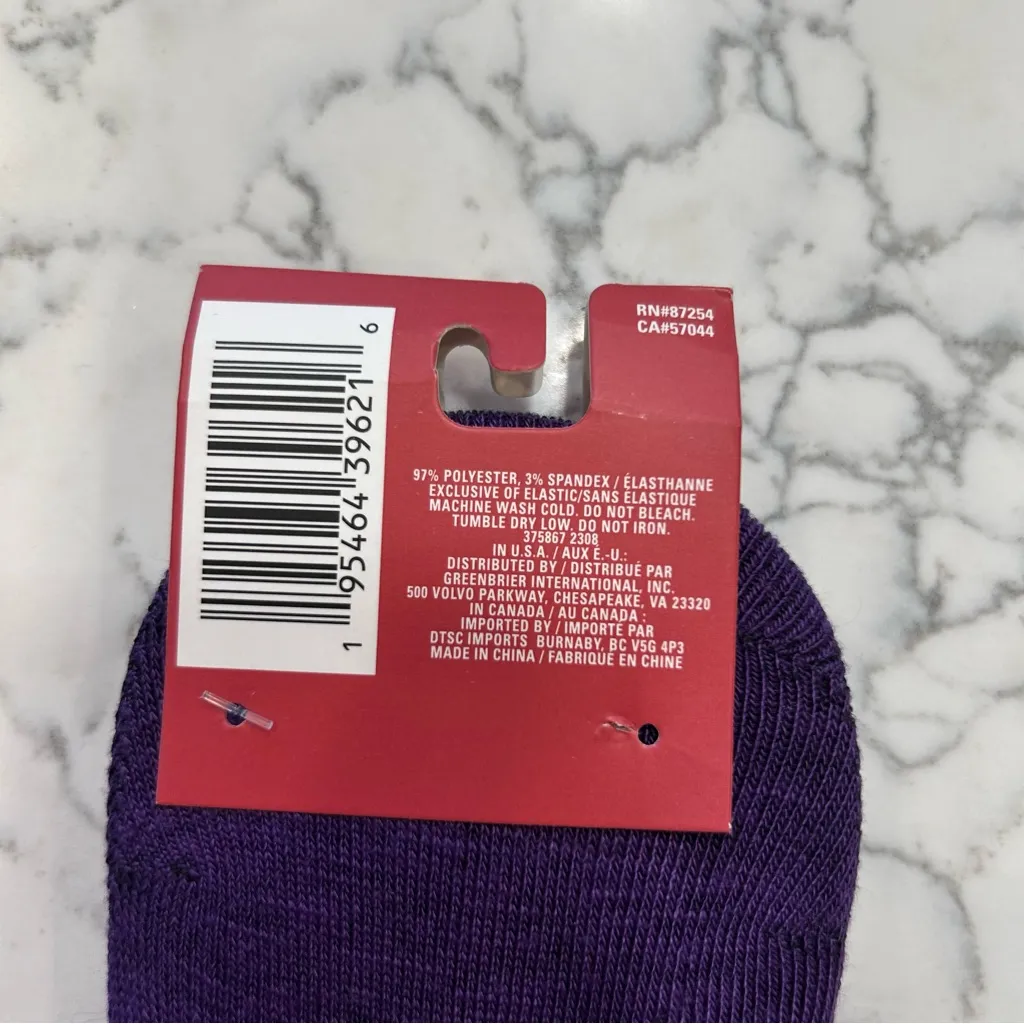 1 95464 39621 6
RN#87254
CA#57044
97% POLYESTER, 3% SPANDEX / ÉLASTHANNE
EXCLUSIVE OF ELASTIC/SANS ÉLASTIQUE
MACHINE WASH COLD. DO NOT BLEACH.
TUMBLE DRY LOW. DO NOT IRON.
375867 2308
IN U.S.A. / AUX É.-U.:
DISTRIBUTED BY / DISTRIBUÉ PAR
GREENBRIER INTERNATIONAL, INC.
500 VOLVO PARKWAY, CHESAPEAKE, VA 23320
IN CANADA / AU CANADA :
IMPORTED BY / IMPORTÉ PAR
DTSC IMPORTS BURNABY, BC V5G 4P3
MADE IN CHINA / FABRIQUÉ EN CHINE